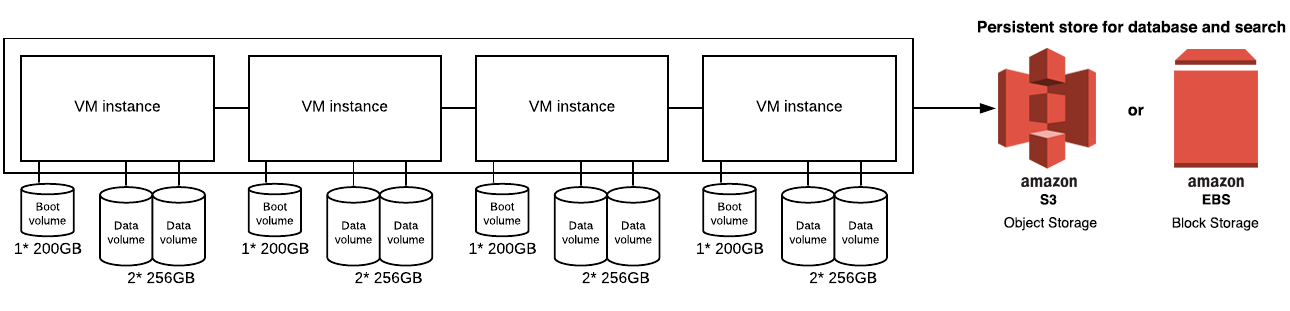 Persistent store for database and search
VM instance
VM instance
VM instance
VM instance
or
amazon
S3
Object Storage
amazon
EBS
Block Storage
Boot
volume
1* 200GB
Data
volume
Data
volume
2* 256GB
Boot
volume
1* 200GB
Data
volume
Data
volume
2* 256GB
Boot
volume
1* 200GB
Data
volume
Data
volume
2* 256GB
Boot
volume
1* 200GB
Data
volume
Data
volume
2* 256GB